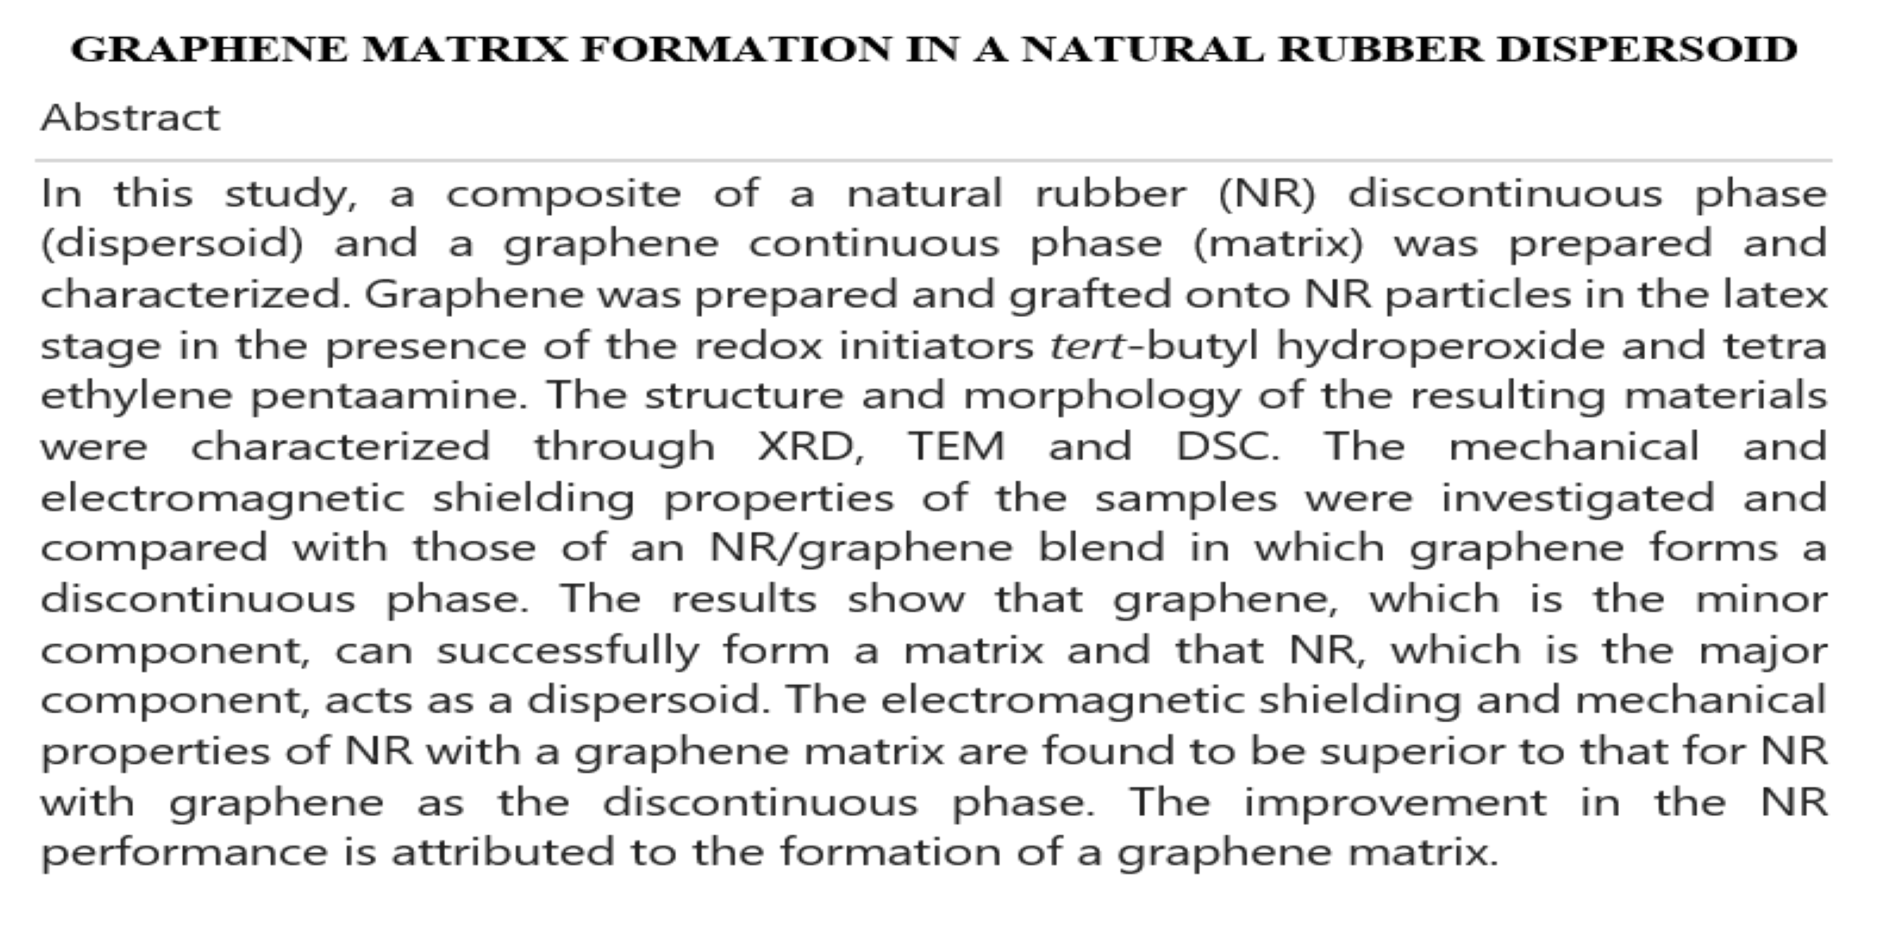 GRAPHENE MATRIX FORMATION IN A NATURAL RUBBER DISPERSOID
Abstract
In this study, a composite of a natural rubber (NR) discontinuous phase
(dispersoid) and a graphene continuous phase (matrix) was prepared and
characterized. Graphene was prepared and grafted onto NR particles in the latex
stage in the presence of the redox initiators tert-butyl hydroperoxide and tetra
ethylene pentaamine. The structure and morphology of the resulting materials
were characterized through XRD, TEM and DSC. The mechanical and
electromagnetic shielding properties of the samples were investigated and
compared with those of an NR/graphene blend in which graphene forms a
discontinuous phase. The results show that graphene, which is the minor
component, can successfully form a matrix and that NR, which is the major
component, acts as a dispersoid. The electromagnetic shielding and mechanical
properties of NR with a graphene matrix are found to be superior to that for NR
with graphene as the discontinuous phase. The improvement in the NR
performance is attributed to the formation of a graphene matrix.